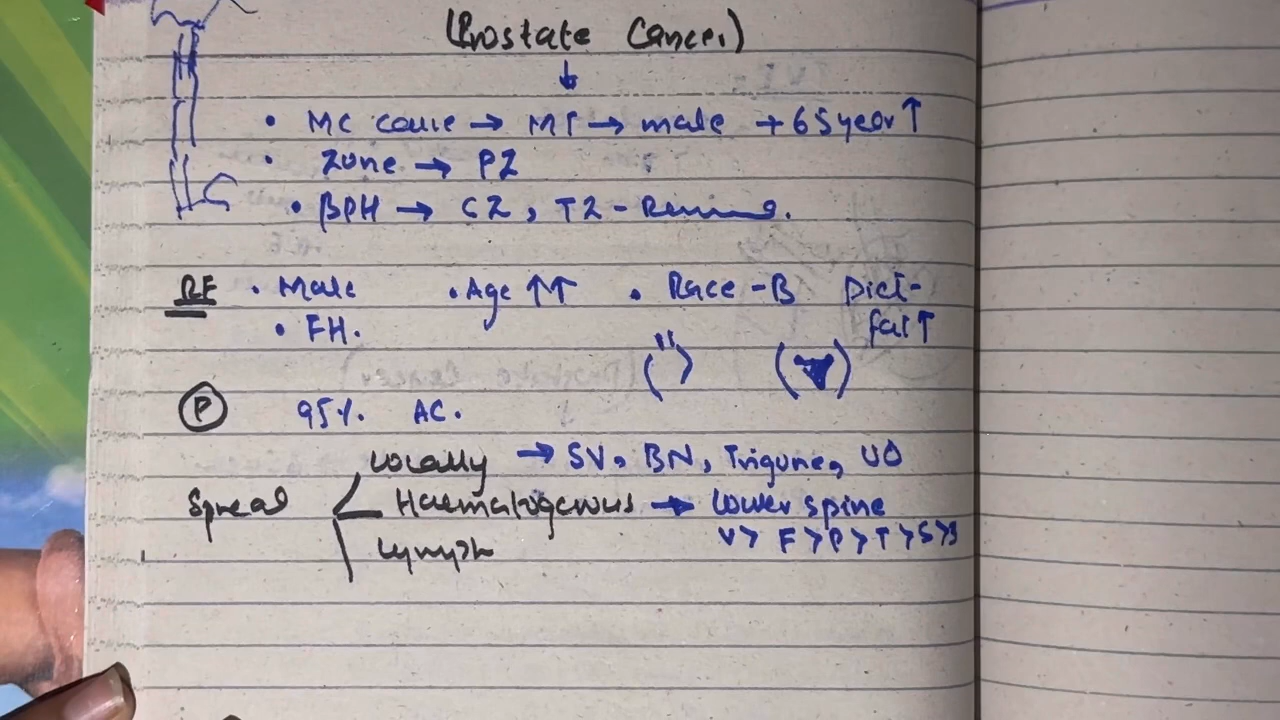 (Prostate Cancer)
↓
• MC cause → MT → male + 65 year ↑
• Zone → PZ
• BPH → CZ, TZ -
RF • Male • Age ↑↑ • Race - B Diet-
• FH. fat ↑
P 95%. AC.
Locally → SV, BN, Trigone, UO
Spread Haematogenous → Lower spine
Lymph V > F > P > T > S > S